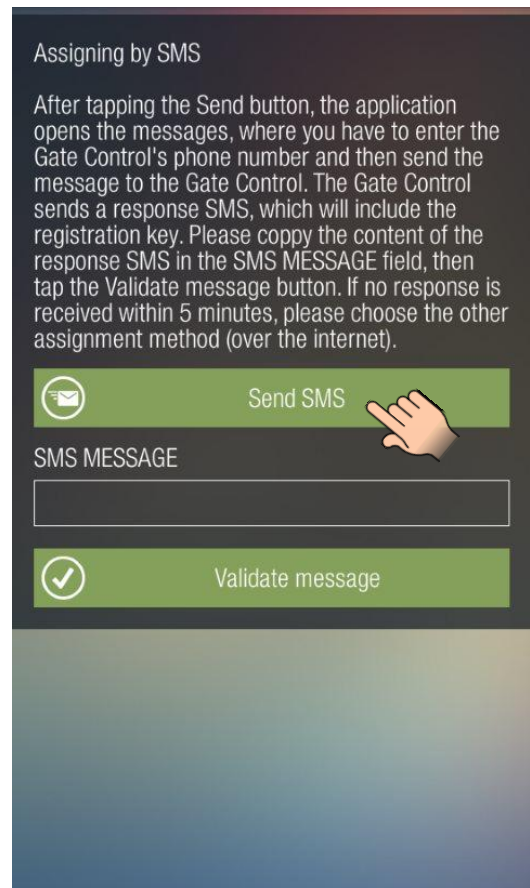 Assigning by SMS
After tapping the Send button, the application
opens the messages, where you have to enter the
Gate Control's phone number and then send the
message to the Gate Control. The Gate Control
sends a response SMS, which will include the
registration key. Please coppy the content of the
response SMS in the SMS MESSAGE field, then
tap the Validate message button. If no response is
received within 5 minutes, please choose the other
assignment method (over the internet).
Send SMS
SMS MESSAGE
Validate message